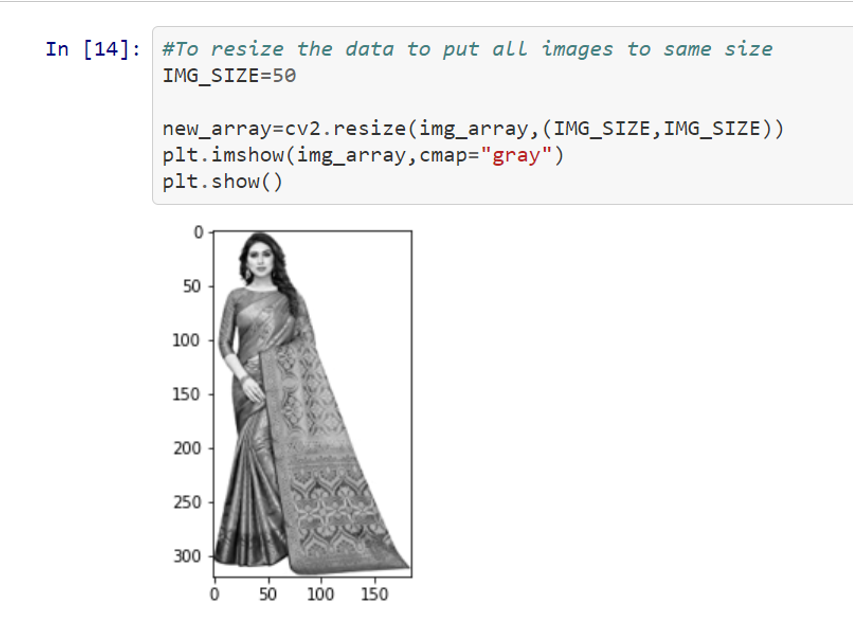 In [14]: #To resize the data to put all images to same size
IMG_SIZE=50
new_array=cv2.resize(img_array,(IMG_SIZE,IMG_SIZE))
plt.imshow(img_array,cmap="gray")
plt.show()
0
50
100
150
200
250
300
0 50 100 150